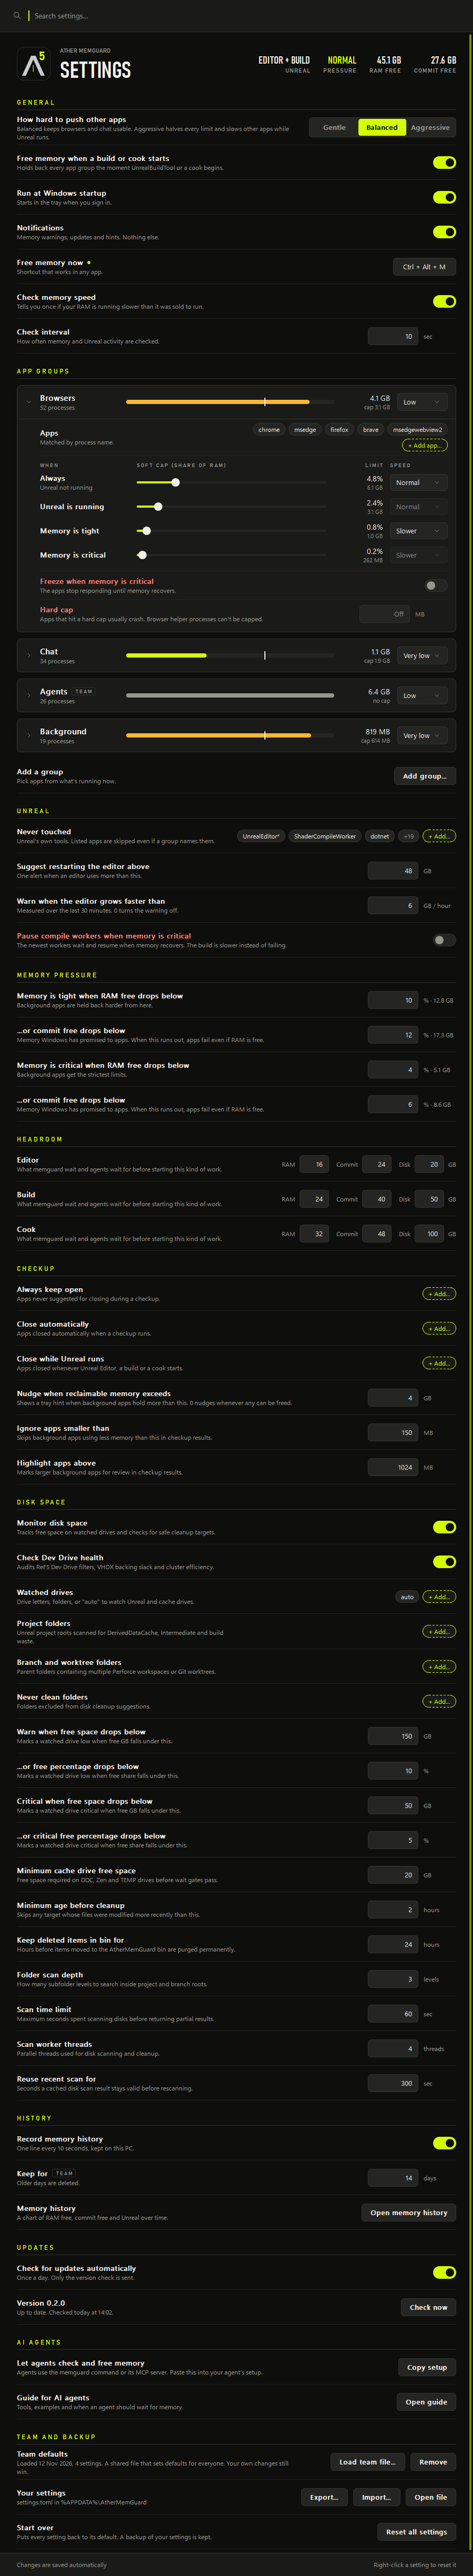 Search settings...
5
ATHER MEMGUARD
SETTINGS
EDITOR + BUILD
UNREAL
NORMAL
PRESSURE
45.1 GB
RAM FREE
27.6 GB
COMMIT FREE
GENERAL
How hard to push other apps
Balanced keeps browsers and chat usable. Aggressive halves every limit and slows other apps while
Unreal runs.
Gentle
Balanced
Aggressive
Free memory when a build or cook starts
Holds back every app group the moment UnrealBuildTool or a cook begins.
Run at Windows startup
Starts in the tray when you sign in.
Notifications
Memory warnings, updates and hints. Nothing else.
Free memory now
Shortcut that works in any app.
Ctrl + Alt + M
Check memory speed
Tells you once if your RAM is running slower than it was sold to run.
Check interval
How often memory and Unreal activity are checked.
10 sec
APP GROUPS
Browsers
52 processes
4.1 GB
cap 3.1 GB
Low
Apps
Matched by process name.
chrome
msedge
firefox
brave
msedgewebview2
+ Add app...
WHEN
SOFT CAP (SHARE OF RAM)
LIMIT
SPEED
Always
Unreal not running
4.8%
6.1 GB
Normal
Unreal is running
2.4%
3.1 GB
Normal
Memory is tight
0.8%
1.0 GB
Slower
Memory is critical
0.2%
262 MB
Slower
Freeze when memory is critical
The apps stop responding until memory recovers.
Hard cap
Apps that hit a hard cap usually crash. Browser helper processes can't be capped.
Off MB
Chat
34 processes
1.1 GB
cap 1.9 GB
Very low
Agents TEAM
26 processes
6.4 GB
no cap
Low
Background
19 processes
819 MB
cap 614 MB
Very low
Add a group
Pick apps from what's running now.
Add group...
UNREAL
Never touched
Unreal's own tools. Listed apps are skipped even if a group names them.
UnrealEditor*
ShaderCompileWorker
dotnet
+19
+ Add...
Suggest restarting the editor above
One alert when an editor uses more than this.
48 GB
Warn when the editor grows faster than
Measured over the last 30 minutes. 0 turns the warning off.
6 GB / hour
Pause compile workers when memory is critical
The newest workers wait and resume when memory recovers. The build is slower instead of failing.
MEMORY PRESSURE
Memory is tight when RAM free drops below
Background apps are held back harder from here.
10 % · 12.8 GB
...or commit free drops below
Memory Windows has promised to apps. When this runs out, apps fail even if RAM is free.
12 % · 17.3 GB
Memory is critical when RAM free drops below
Background apps get the strictest limits.
4 % · 5.1 GB
...or commit free drops below
Memory Windows has promised to apps. When this runs out, apps fail even if RAM is free.
6 % · 8.6 GB
HEADROOM
Editor
What memguard and agents wait for before starting this kind of work.
RAM 16 Commit 24 Disk 20 GB
Build
What memguard and agents wait for before starting this kind of work.
RAM 24 Commit 40 Disk 50 GB
Cook
What memguard and agents wait for before starting this kind of work.
RAM 32 Commit 48 Disk 100 GB
CHECKUP
Always keep open
Apps never suggested for closing during a checkup.
+ Add...
Close automatically
Apps closed automatically when a checkup runs.
+ Add...
Close while Unreal runs
Apps closed whenever Unreal Editor, a build or a cook starts.
+ Add...
Nudge when reclaimable memory exceeds
Shows a tray hint when background apps hold more than this. 0 nudges whenever any can be freed.
4 GB
Ignore apps smaller than
Skips background apps using less memory than this in checkup results.
150 MB
Highlight apps above
Marks larger background apps for review in checkup results.
1024 MB
DISK SPACE
Monitor disk space
Tracks free space on watched drives and checks for safe cleanup targets.
Check Dev Drive health
Audits ReFS Dev Drive filters, VHDX backing slack and cluster efficiency.
Watched drives
Drive letters, folders, or "auto" to watch Unreal and cache drives.
auto
+ Add...
Project folders
Unreal project roots scanned for DerivedDataCache, Intermediate and build
waste.
+ Add...
Branch and worktree folders
Parent folders containing multiple Perforce workspaces or Git worktrees.
+ Add...
Never clean folders
Folders excluded from disk cleanup suggestions.
+ Add...
Warn when free space drops below
Marks a watched drive low when free GB falls under this.
150 GB
...or free percentage drops below
Marks a watched drive low when free share falls under this.
10 %
Critical when free space drops below
Marks a watched drive critical when free GB falls under this.
50 GB
...or critical free percentage drops below
Marks a watched drive critical when free share falls under this.
5 %
Minimum cache drive free space
Free space required on DDC, Zen and TEMP drives before wait gates pass.
20 GB
Minimum age before cleanup
Skips any target whose files were modified more recently than this.
2 hours
Keep deleted items in bin for
Hours before items moved to the AtherMemGuard bin are purged permanently.
24 hours
Folder scan depth
How many subfolder levels to search inside project and branch roots.
3 levels
Scan time limit
Maximum seconds spent scanning disks before returning partial results.
60 sec
Scan worker threads
Parallel threads used for disk scanning and cleanup.
4 threads
Reuse recent scan for
Seconds a cached disk scan result stays valid before rescanning.
300 sec
HISTORY
Record memory history
One line every 10 seconds, kept on this PC.
Keep for TEAM
Older days are deleted.
14 days
Memory history
A chart of RAM free, commit free and Unreal over time.
Open memory history
UPDATES
Check for updates automatically
Once a day. Only the version check is sent.
Version 0.2.0
Up to date. Checked today at 14:02.
Check now
AI AGENTS
Let agents check and free memory
Agents use the memguard command or its MCP server. Paste this into your agent's setup.
Copy setup
Guide for AI agents
Tools, examples and when an agent should wait for memory.
Open guide
TEAM AND BACKUP
Team defaults
Loaded 12 Nov 2026, 4 settings. A shared file that sets defaults for everyone. Your own changes still
win.
Load team file...
Remove
Your settings
settings.toml in %APPDATA%\AtherMemGuard
Export...
Import...
Open file
Start over
Puts every setting back to its default. A backup of your settings is kept.
Reset all settings
Changes are saved automatically
Right-click a setting to reset it